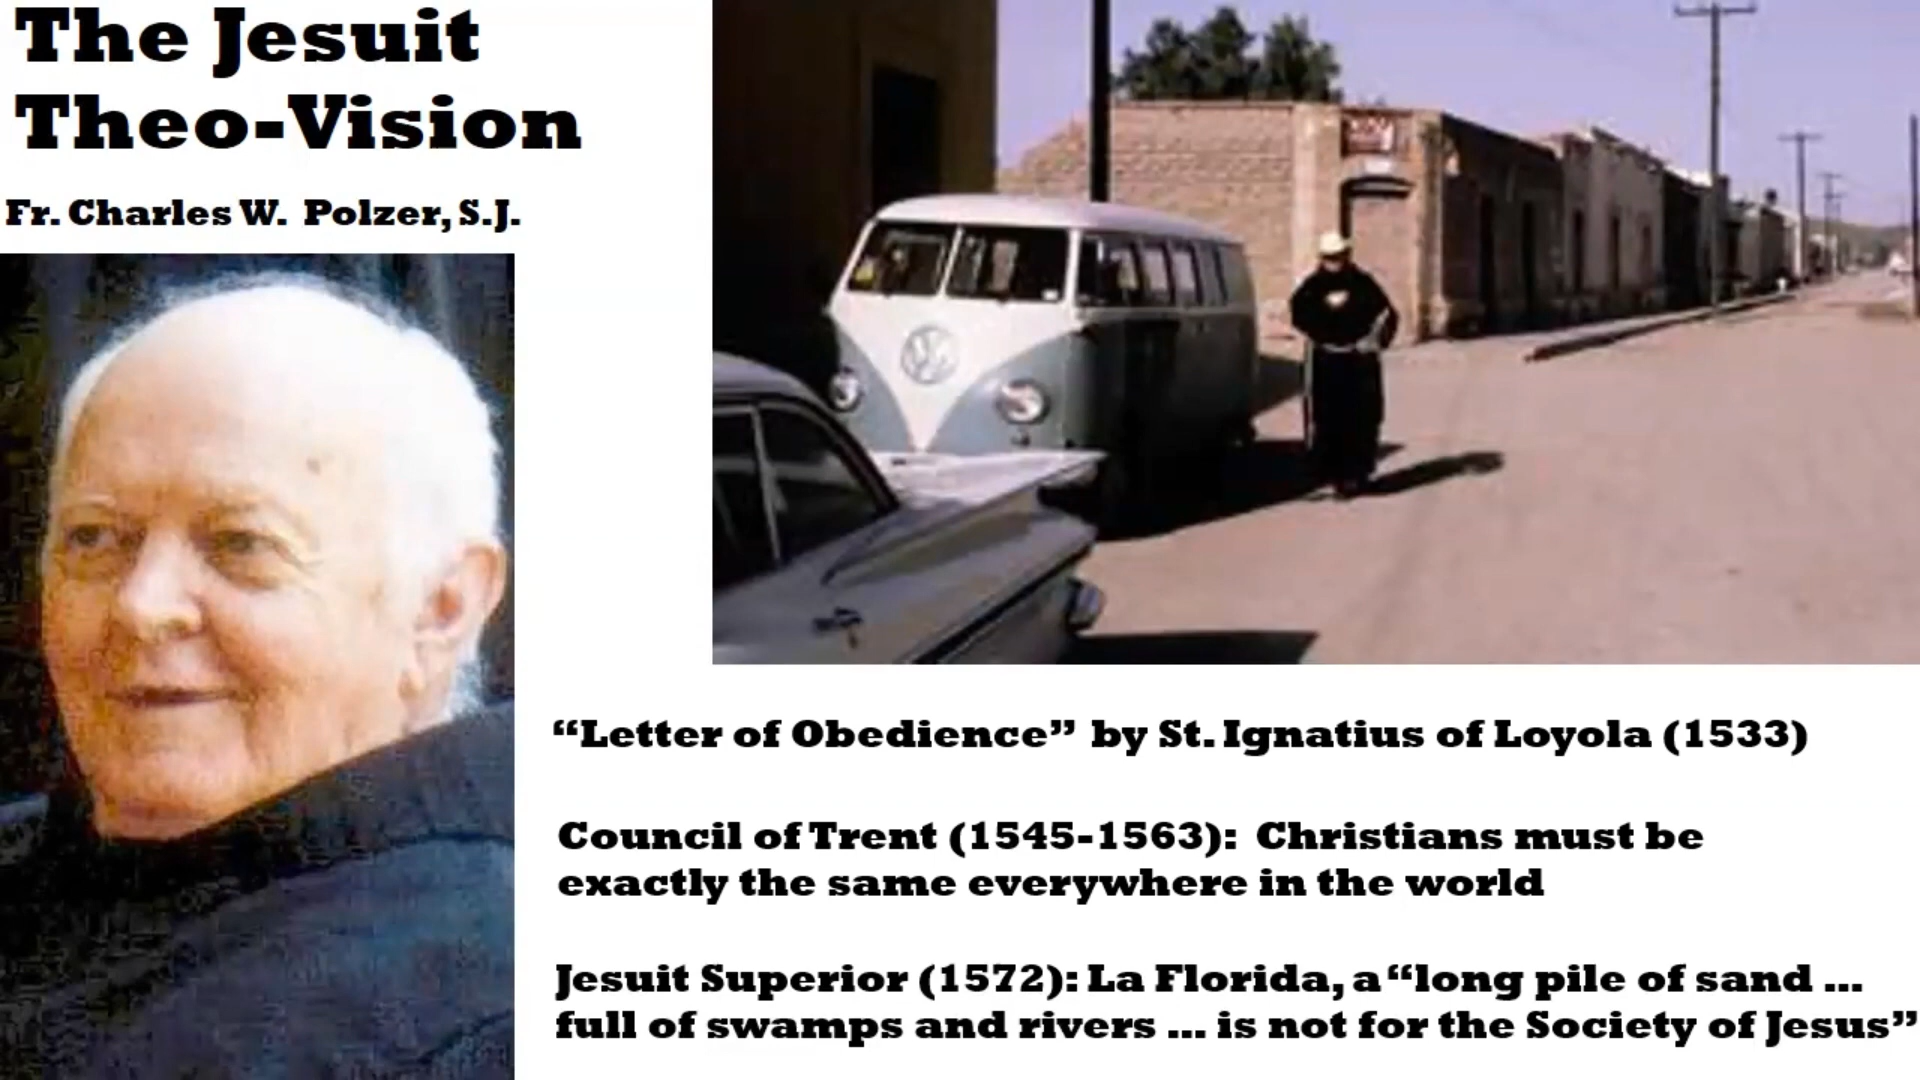 The Jesuit
Theo-Vision
Fr. Charles W. Polzer, S.J.
“Letter of Obedience” by St. Ignatius of Loyola (1533)
Council of Trent (1545-1563): Christians must be
exactly the same everywhere in the world
Jesuit Superior (1572): La Florida, a “long pile of sand ...
full of swamps and rivers ... is not for the Society of Jesus”